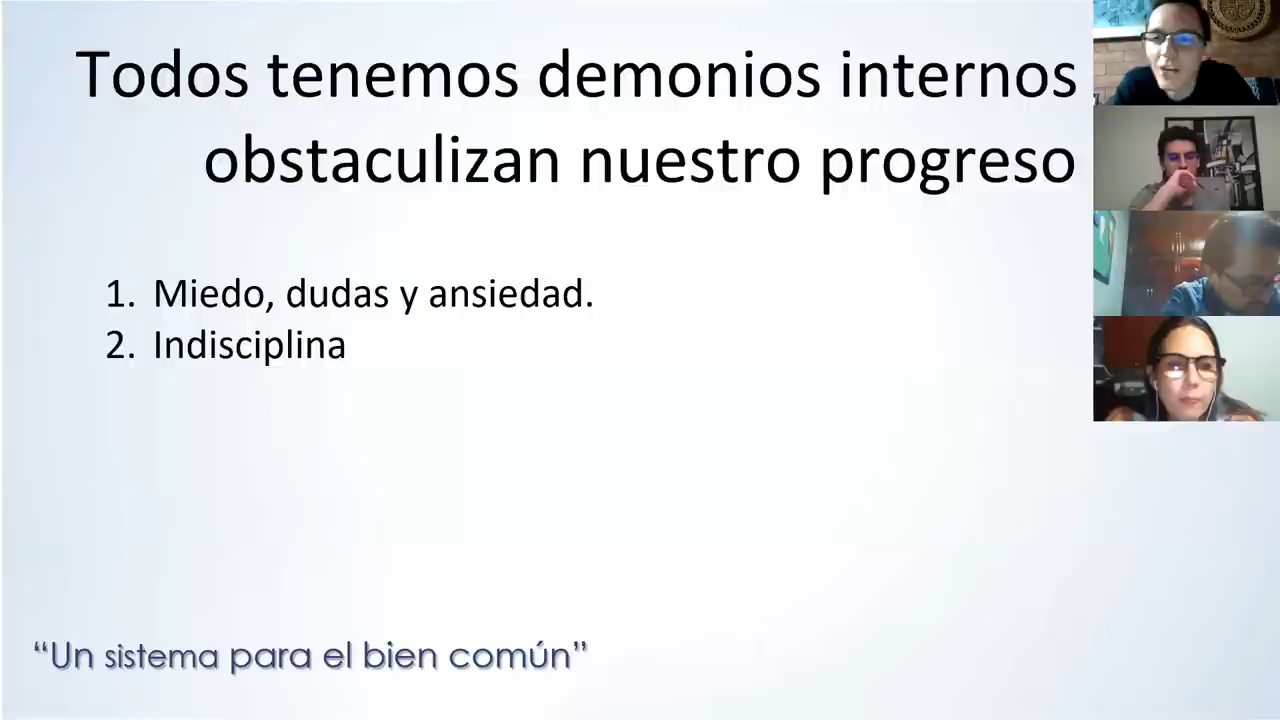 Todos tenemos demonios internos
obstaculizan nuestro progreso
1. Miedo, dudas y ansiedad.
2. Indisciplina
“Un sistema para el bien común”